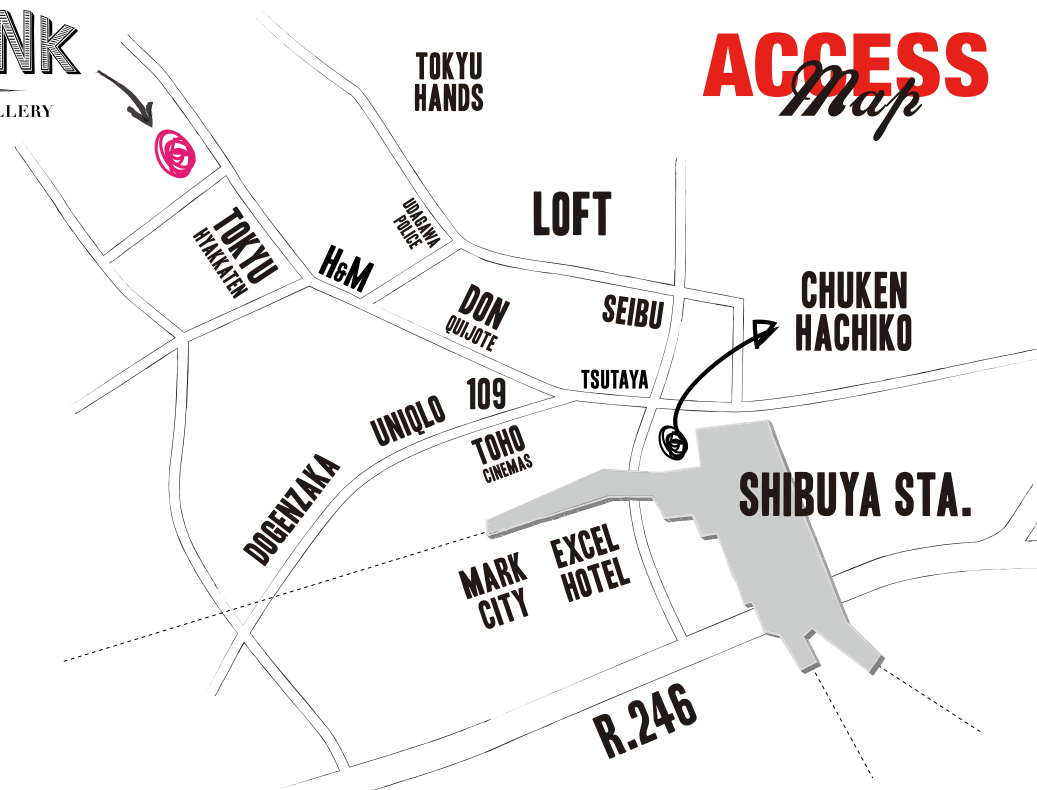 NK
LLERY
ACCESS
Map
TOKYU
HANDS
LOFT
UDAGAWA
POLICE
TOKYU
HYAKKATEN
H&M
DON
QUIJOTE
SEIBU
CHUKEN
HACHIKO
TSUTAYA
109
UNIQLO
TOHO
CINEMAS
DOGENZAKA
SHIBUYA STA.
MARK
CITY
EXCEL
HOTEL
R.246